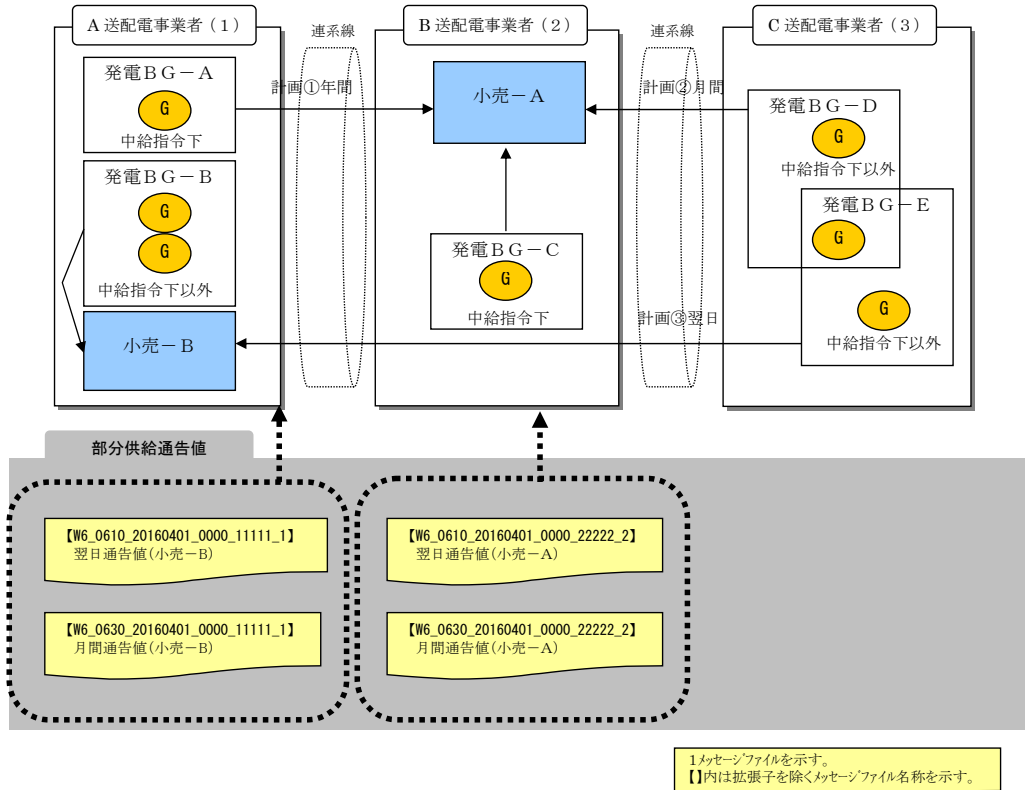 A 送配電事業者（1）
連系線
B 送配電事業者（2）
連系線
C 送配電事業者（3）
発電BG－A
G
中給指令下
計画①年間
小売－A
計画②月間
発電BG－D
G
中給指令下以外
発電BG－B
G
G
中給指令下以外
発電BG－E
G
G
中給指令下以外
発電BG－C
G
中給指令下
小売－B
計画③翌日
部分供給通告値
【W6_0610_20160401_0000_11111_1】
翌日通告値(小売－B)
【W6_0610_20160401_0000_22222_2】
翌日通告値(小売－A)
【W6_0630_20160401_0000_11111_1】
月間通告値(小売－B)
【W6_0630_20160401_0000_22222_2】
月間通告値(小売－A)
1ﾒｯｾｰｼﾞﾌｧｲﾙを示す。
【】内は拡張子を除くﾒｯｾｰｼﾞﾌｧｲﾙ名称を示す。